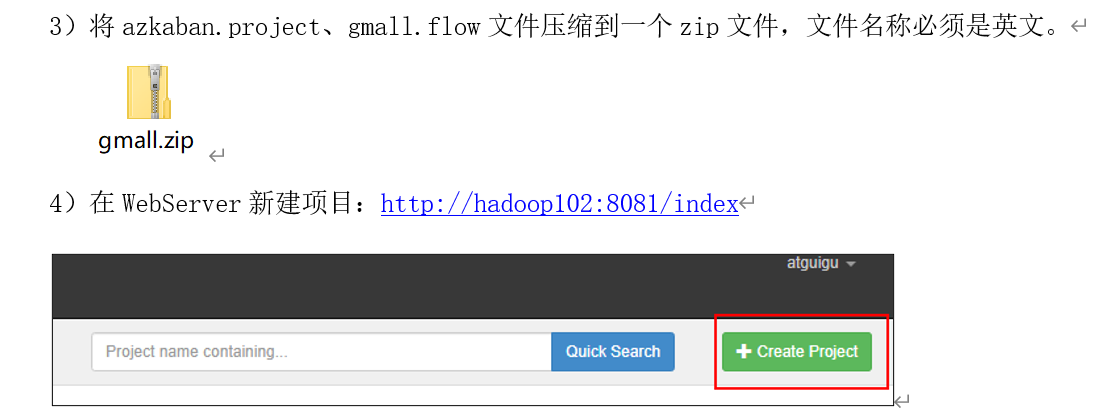 3）将 azkaban.project、gmall.flow 文件压缩到一个 zip 文件，文件名称必须是英文。↵
gmall.zip ↵
4）在 WebServer 新建项目：http://hadoop102:8081/index↵
atguigu
Project name containing... Quick Search + Create Project
↵